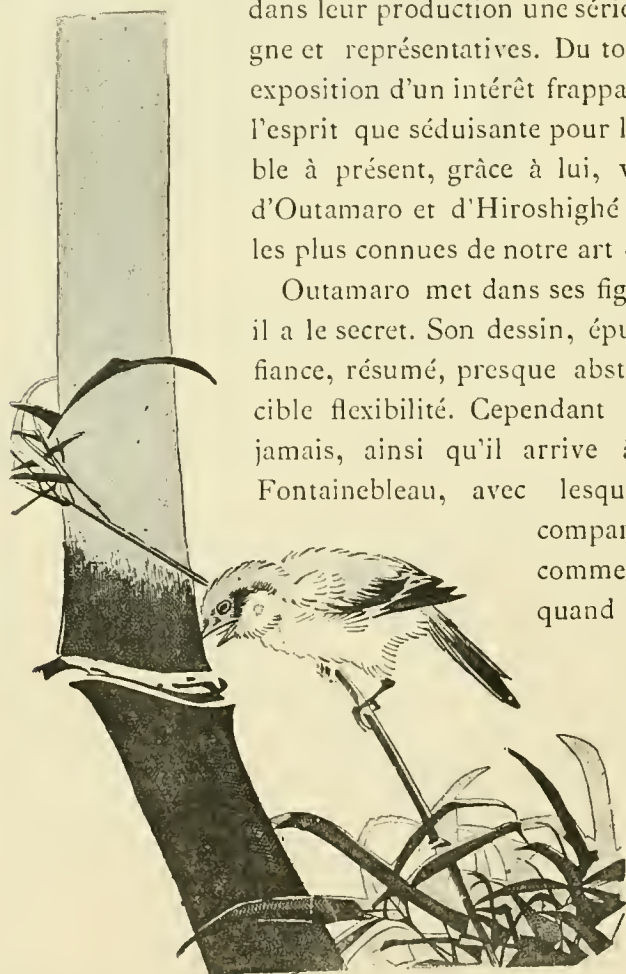 dans leur production une série
gne et représentatives. Du to
exposition d'un intérêt frappa
l'esprit que séduisante pour l
ble à présent, grâce à lui, v
d'Outamaro et d'Hiroshighé
les plus connues de notre art
Outamaro met dans ses fig
il a le secret. Son dessin, épu
fiance, résumé, presque abst
cible flexibilité. Cependant
jamais, ainsi qu'il arrive à
Fontainebleau, avec lesqu
compar
comme
quand